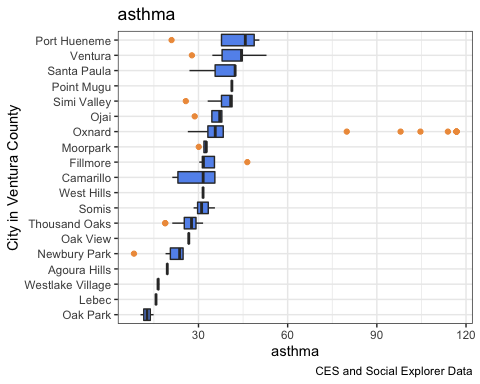 asthma
Port Hueneme
Ventura
Santa Paula
Point Mugu
Simi Valley
Ojai
Oxnard
Moorpark
Fillmore
Camarillo
West Hills
Somis
Thousand Oaks
Oak View
Newbury Park
Agoura Hills
Westlake Village
Lebec
Oak Park
City in Ventura County
30 60 90 120
asthma
CES and Social Explorer Data